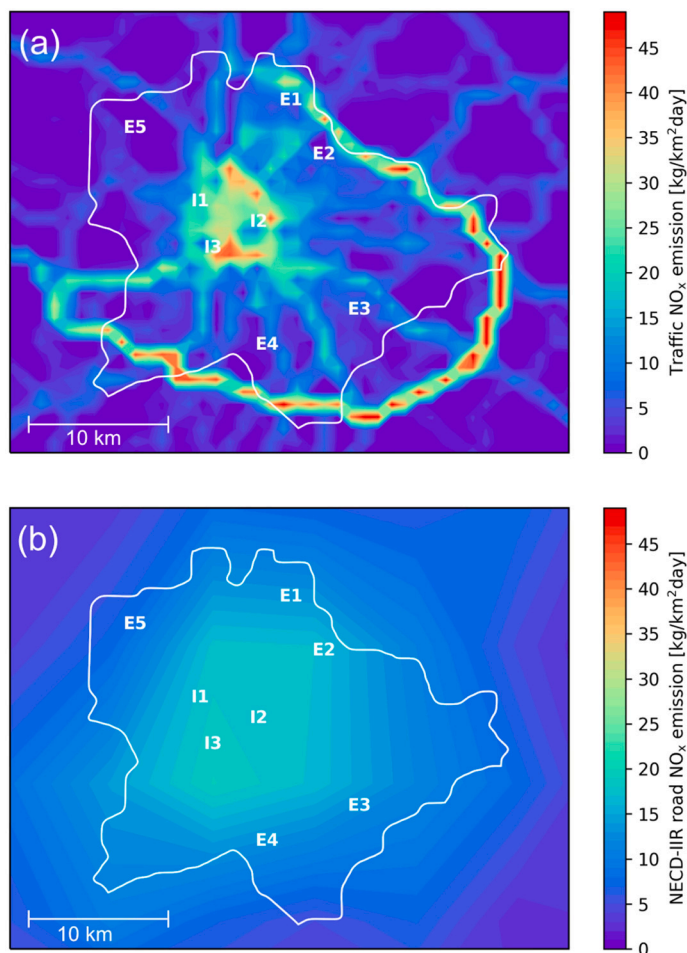 (a)
E1
E5
E2
I1
I2
I3
E3
E4
10 km
45
40
35
30
25
20
15
10
5
0
Traffic NOx emission [kg/km²day]
(b)
E1
E5
E2
I1
I2
I3
E3
E4
10 km
45
40
35
30
25
20
15
10
5
0
NECD-IIR road NOx emission [kg/km²day]